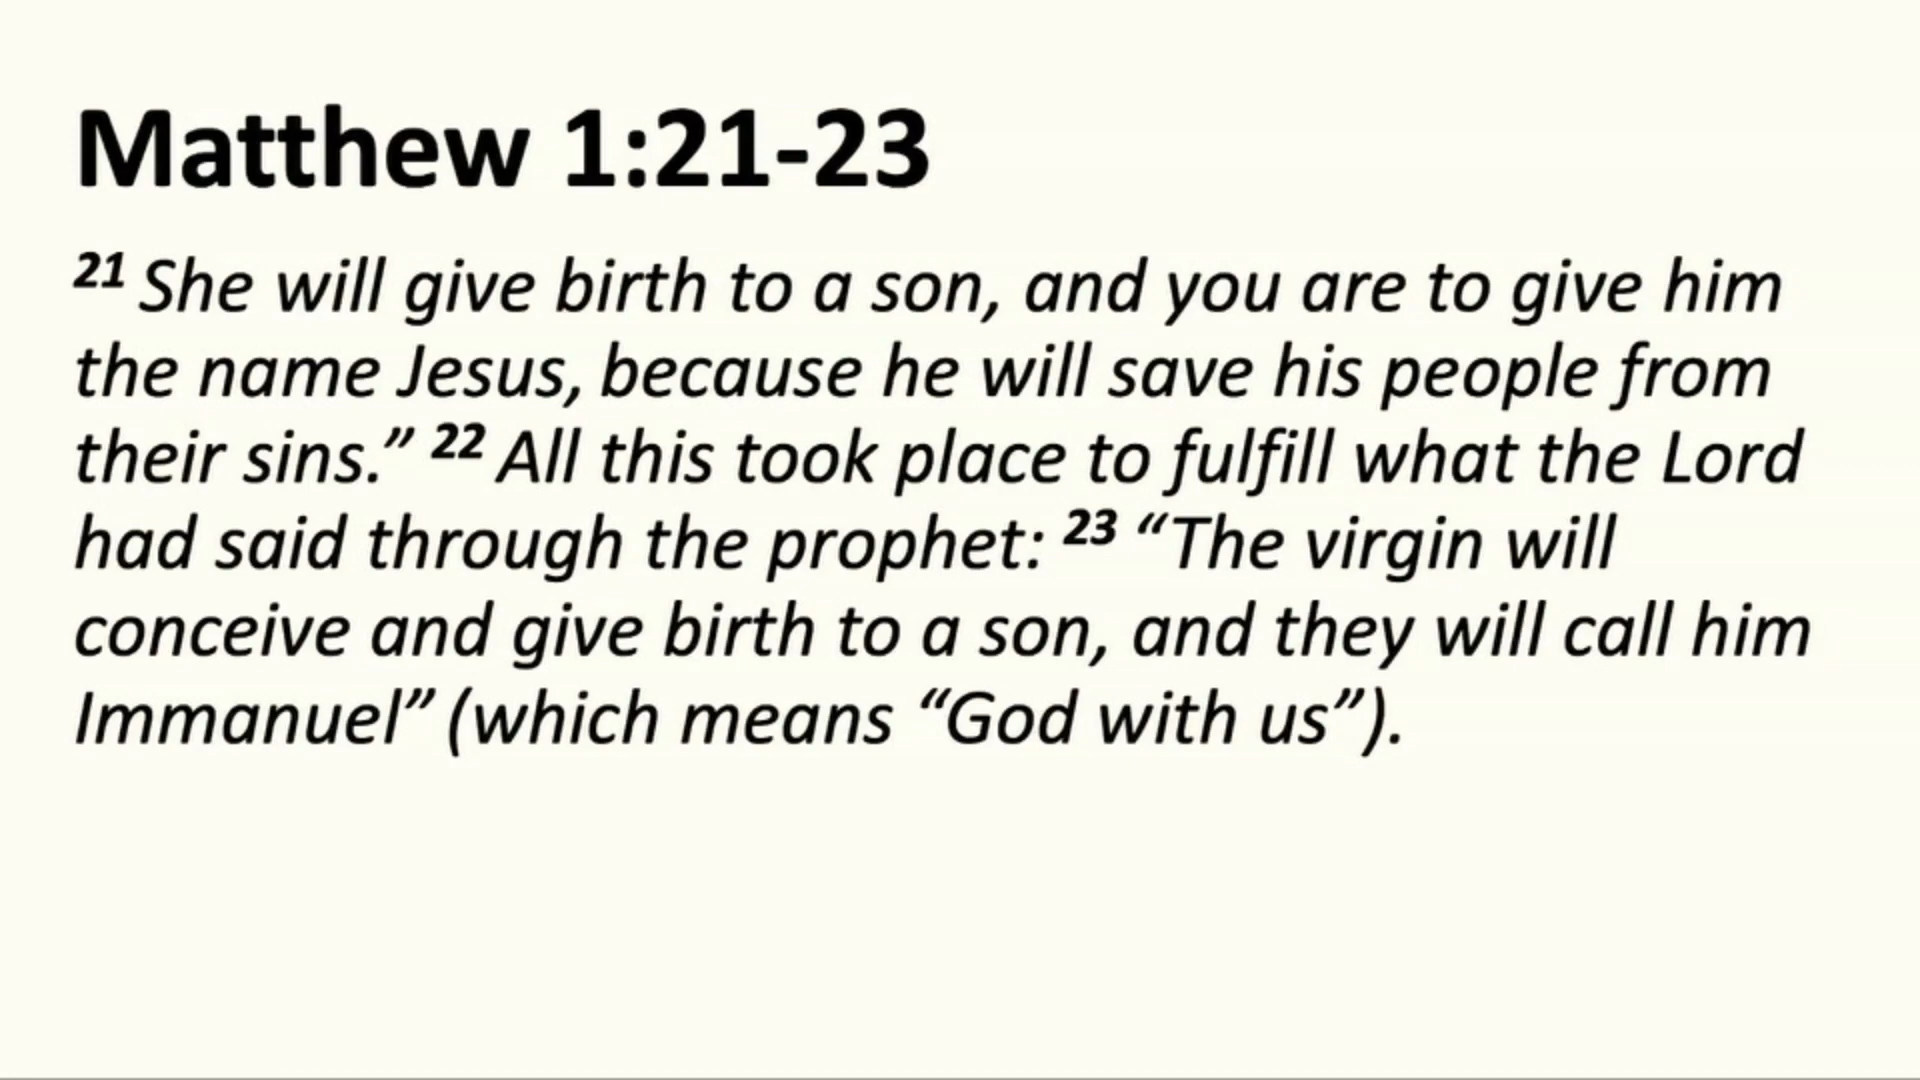 Matthew 1:21-23
21 She will give birth to a son, and you are to give him
the name Jesus, because he will save his people from
their sins.” 22 All this took place to fulfill what the Lord
had said through the prophet: 23 “The virgin will
conceive and give birth to a son, and they will call him
Immanuel” (which means “God with us”).